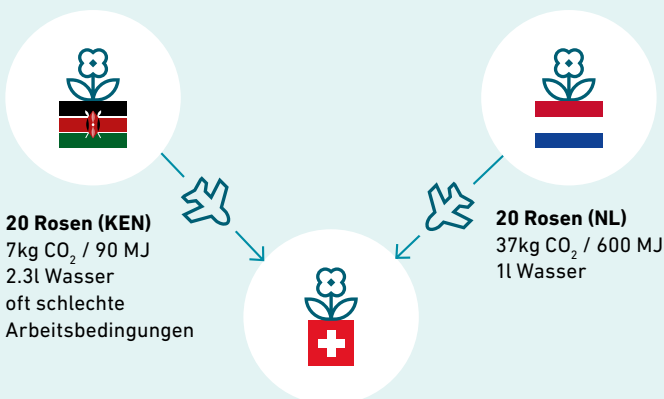 20 Rosen (KEN)
7kg CO₂ / 90 MJ
2.3l Wasser
oft schlechte
Arbeitsbedingungen
20 Rosen (NL)
37kg CO₂ / 600 MJ
1l Wasser